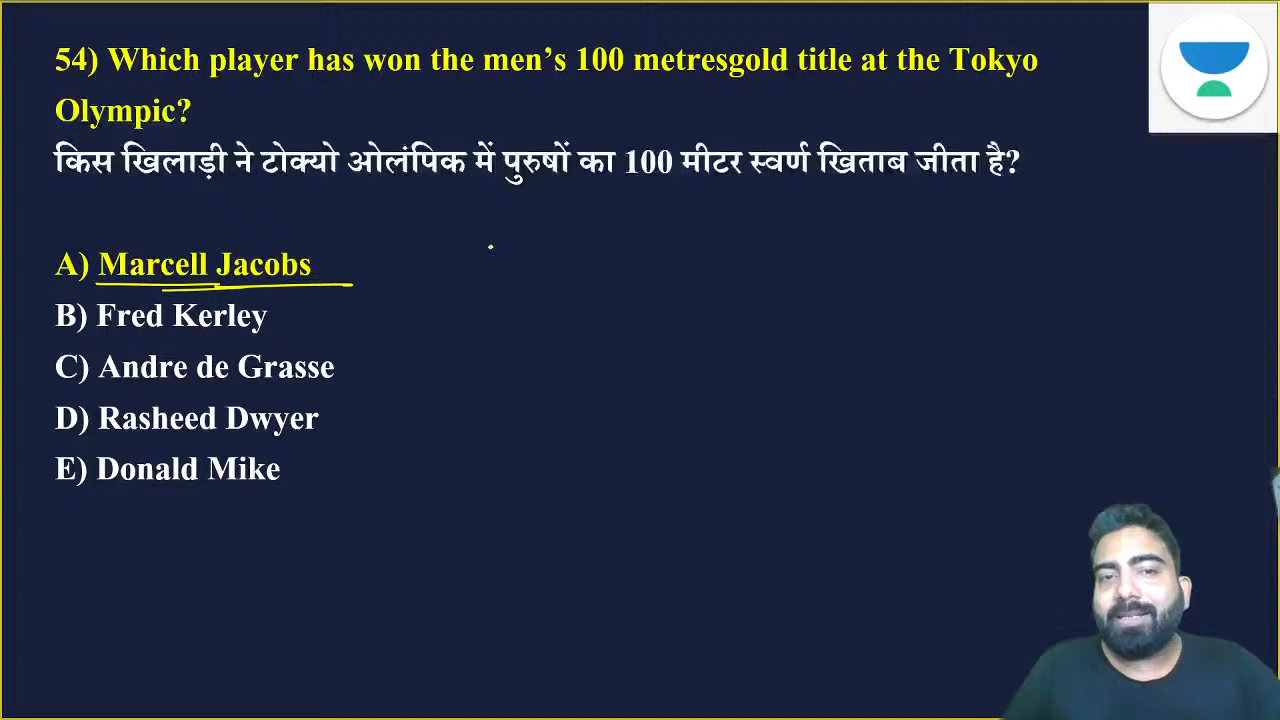 54) Which player has won the men’s 100 metresgold title at the Tokyo
Olympic?
किस खिलाड़ी ने टोक्यो ओलंपिक में पुरुषों का 100 मीटर स्वर्ण खिताब जीता है?
A) Marcell Jacobs
B) Fred Kerley
C) Andre de Grasse
D) Rasheed Dwyer
E) Donald Mike